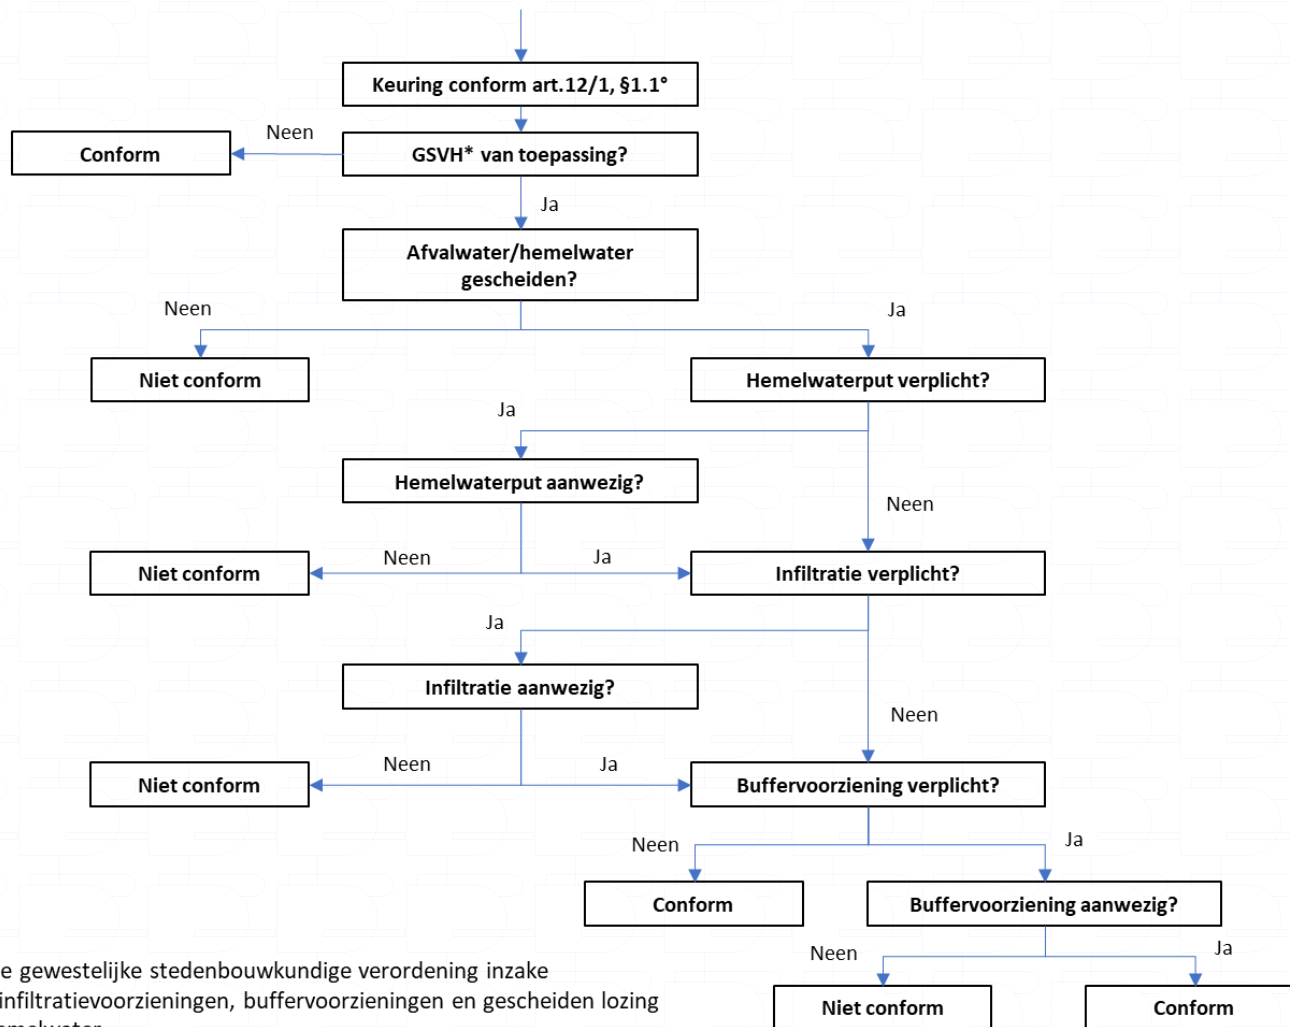 Keuring conform art.12/1, §1.1°
Neen
Conform
GSVH* van toepassing?
Ja
Afvalwater/hemelwater
gescheiden?
Neen
Ja
Niet conform
Hemelwaterput verplicht?
Ja
Hemelwaterput aanwezig?
Neen
Niet conform
Neen
Ja
Infiltratie verplicht?
Ja
Infiltratie aanwezig?
Neen
Niet conform
Neen
Ja
Buffervoorziening verplicht?
Neen
Ja
Conform
Buffervoorziening aanwezig?
Neen
Ja
Niet conform
Conform
e gewestelijke stedenbouwkundige verordening inzake
infiltratievoorzieningen, buffervoorzieningen en gescheiden lozing